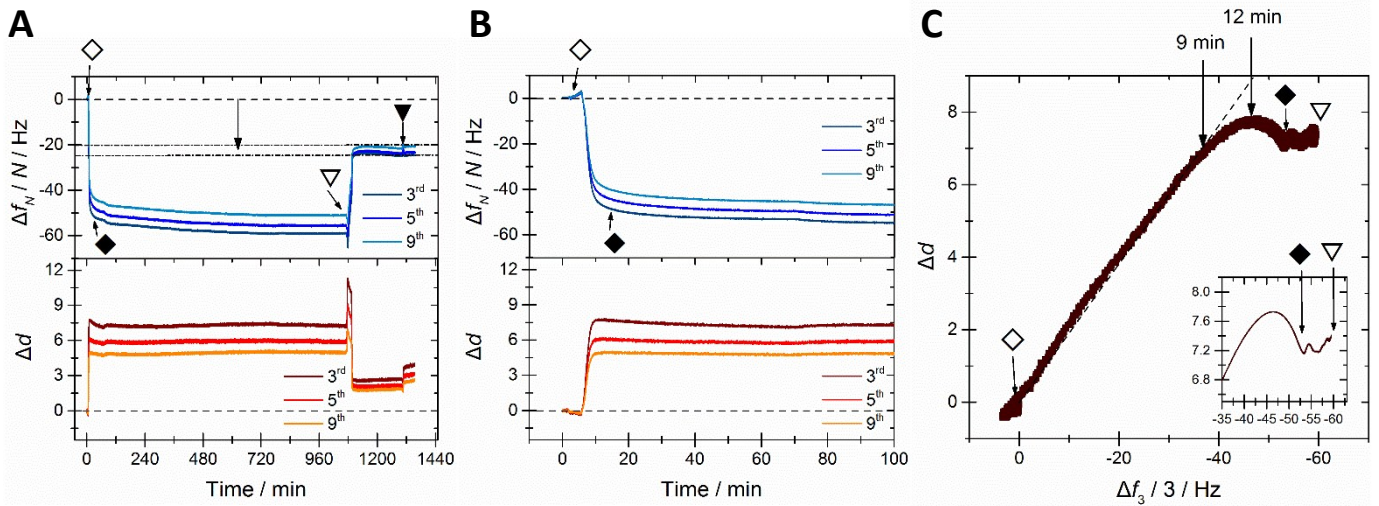 A
B
C
0
-20
-40
-60
Δf_N / N / Hz
3rd
5th
9th
12
9
6
3
0
Δd
3rd
5th
9th
0 240 480 720 960 1200 1440
Time / min
0
-20
-40
-60
Δf_N / N / Hz
3rd
5th
9th
12
9
6
3
0
Δd
3rd
5th
9th
0 20 40 60 80 100
Time / min
12 min
9 min
8
6
4
2
0
Δd
8.0
7.6
7.2
6.8
-35 -40 -45 -50 -55 -60
0 -20 -40 -60
Δf₃ / 3 / Hz